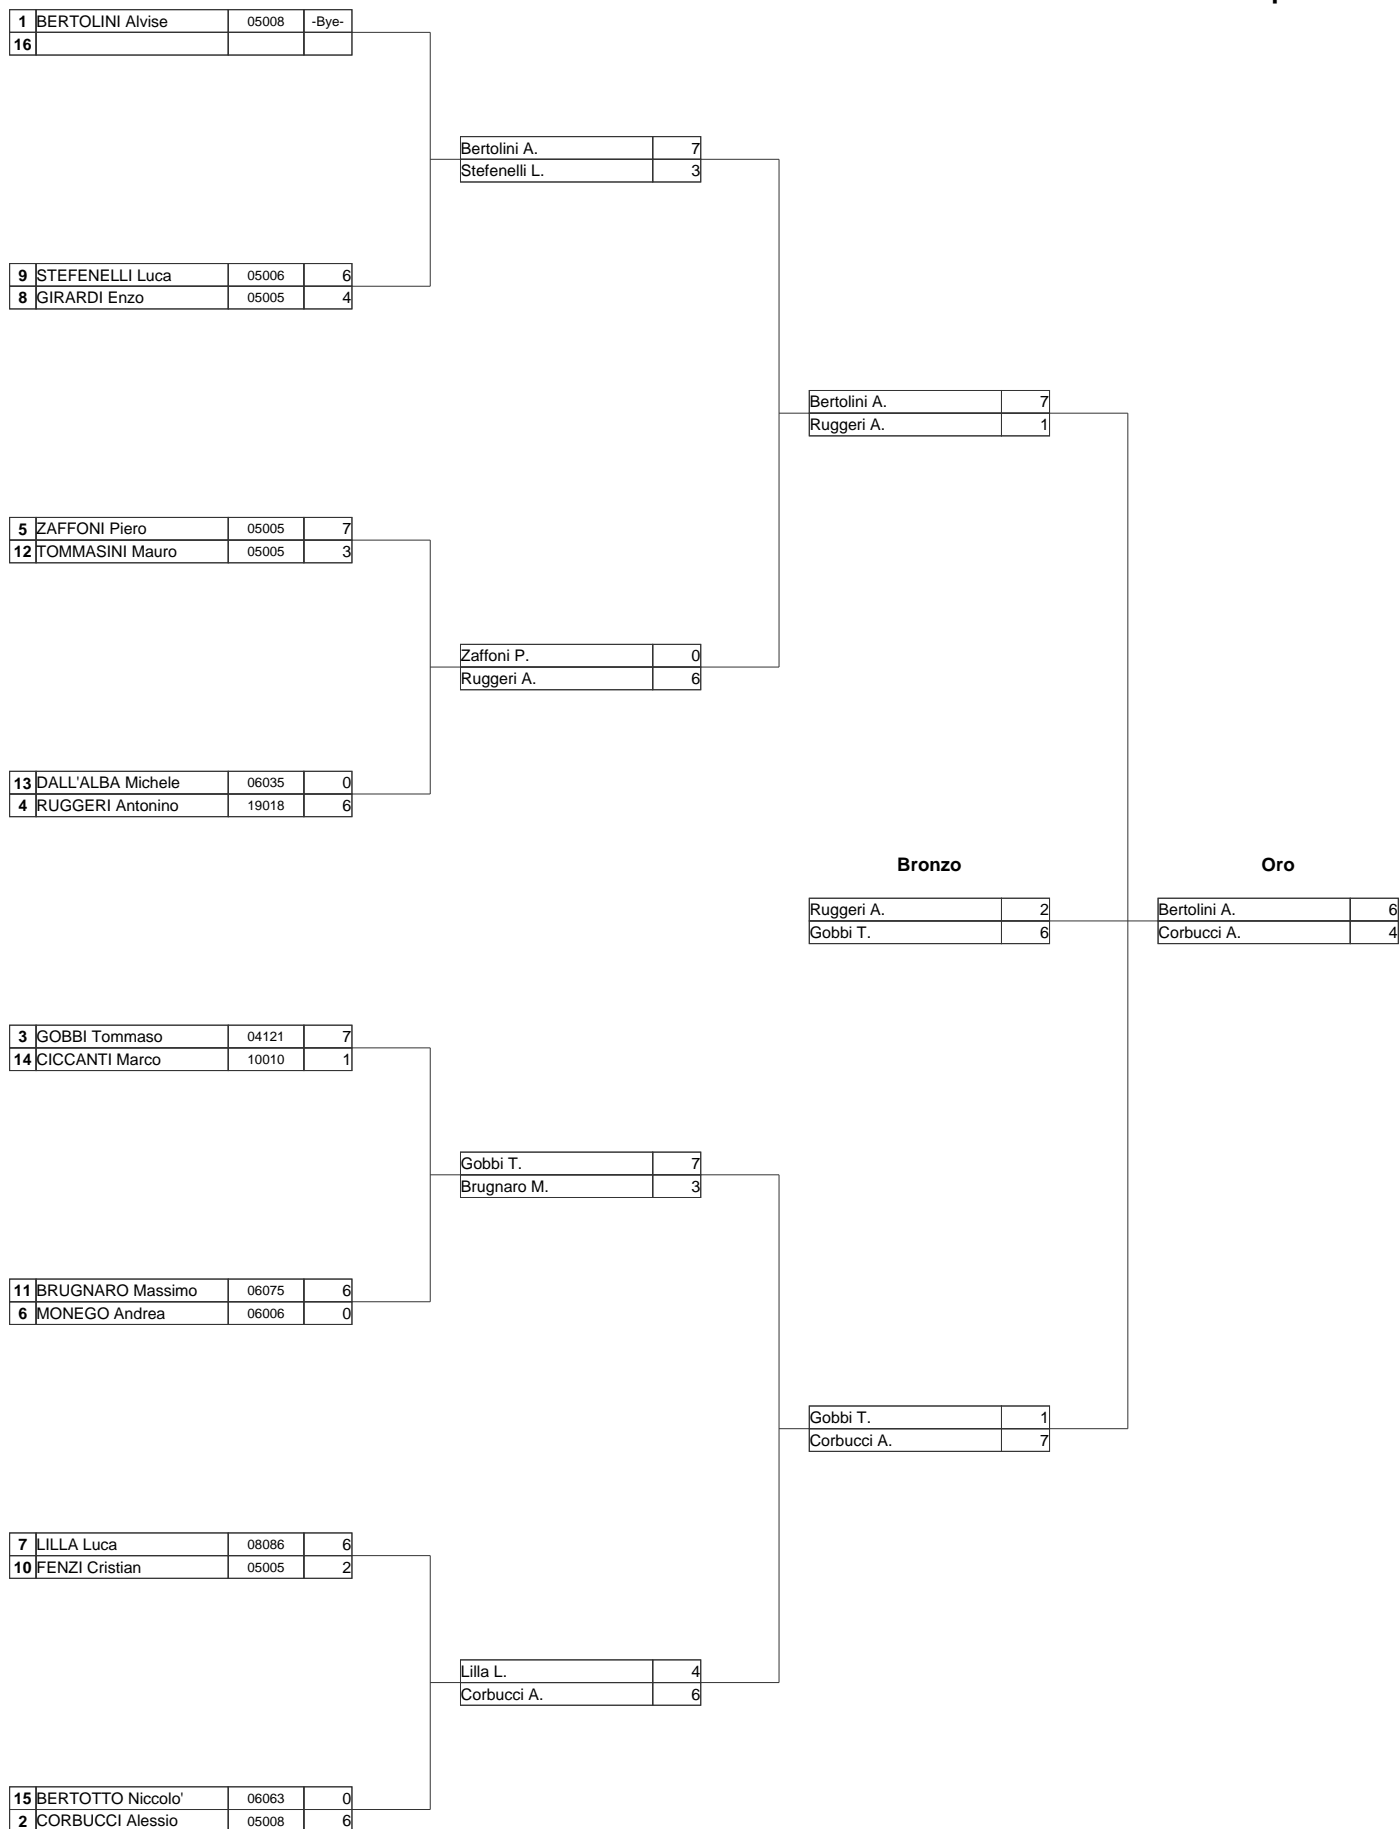 1 BERTOLINI Alvise 05008 -Bye-
16
Bertolini A. 7
Stefenelli L. 3
9 STEFENELLI Luca 05006 6
8 GIRARDI Enzo 05005 4
Bertolini A. 7
Ruggeri A. 1
5 ZAFFONI Piero 05005 7
12 TOMMASINI Mauro 05005 3
Zaffoni P. 0
Ruggeri A. 6
13 DALL'ALBA Michele 06035 0
4 RUGGERI Antonino 19018 6
Bronzo Oro
Ruggeri A. 2 Bertolini A. 6
Gobbi T. 6 Corbucci A. 4
3 GOBBI Tommaso 04121 7
14 CICCANTI Marco 10010 1
Gobbi T. 7
Brugnaro M. 3
11 BRUGNARO Massimo 06075 6
6 MONEGO Andrea 06006 0
Gobbi T. 1
Corbucci A. 7
7 LILLA Luca 08086 6
10 FENZI Cristian 05005 2
Lilla L. 4
Corbucci A. 6
15 BERTOTTO Niccolo' 06063 0
2 CORBUCCI Alessio 05008 6